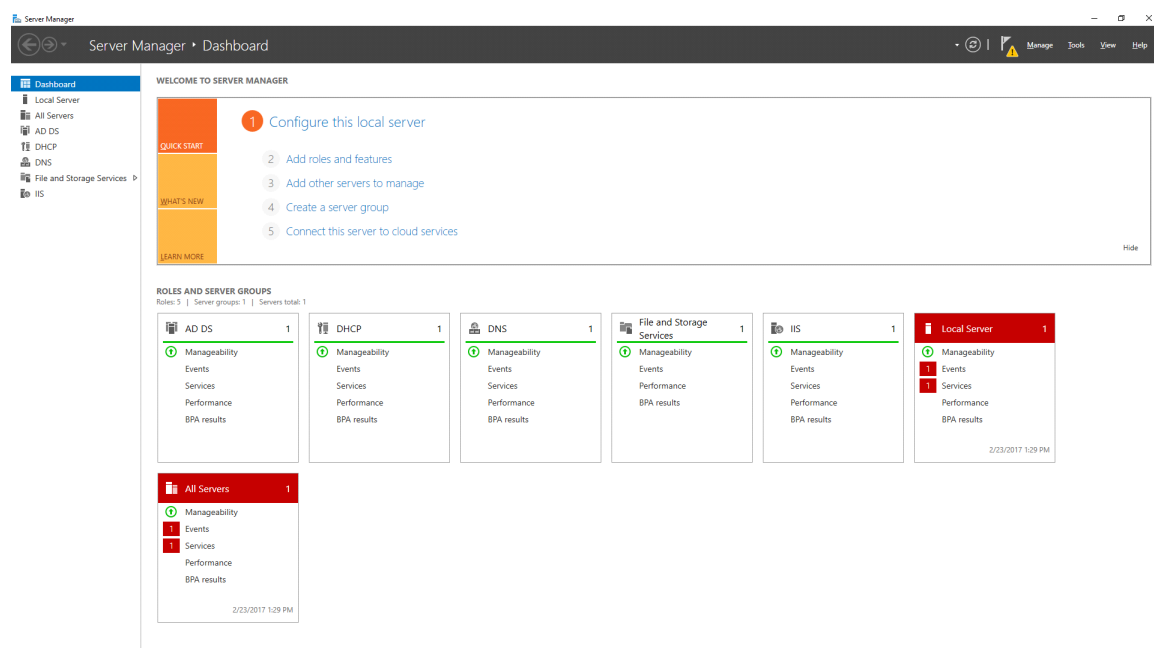 Server Manager
Server Manager • Dashboard
Manage Tools View Help
Dashboard
Local Server
All Servers
AD DS
DHCP
DNS
File and Storage Services
IIS
WELCOME TO SERVER MANAGER
QUICK START
WHAT'S NEW
LEARN MORE
1 Configure this local server
2 Add roles and features
3 Add other servers to manage
4 Create a server group
5 Connect this server to cloud services
Hide
ROLES AND SERVER GROUPS
Roles: 5 | Server groups: 1 | Servers total: 1
AD DS 1
Manageability
Events
Services
Performance
BPA results
DHCP 1
Manageability
Events
Services
Performance
BPA results
DNS 1
Manageability
Events
Services
Performance
BPA results
File and Storage
Services 1
Manageability
Events
Performance
BPA results
IIS 1
Manageability
Events
Services
Performance
BPA results
Local Server 1
Manageability
1 Events
1 Services
Performance
BPA results
2/23/2017 1:29 PM
All Servers 1
Manageability
1 Events
1 Services
Performance
BPA results
2/23/2017 1:29 PM